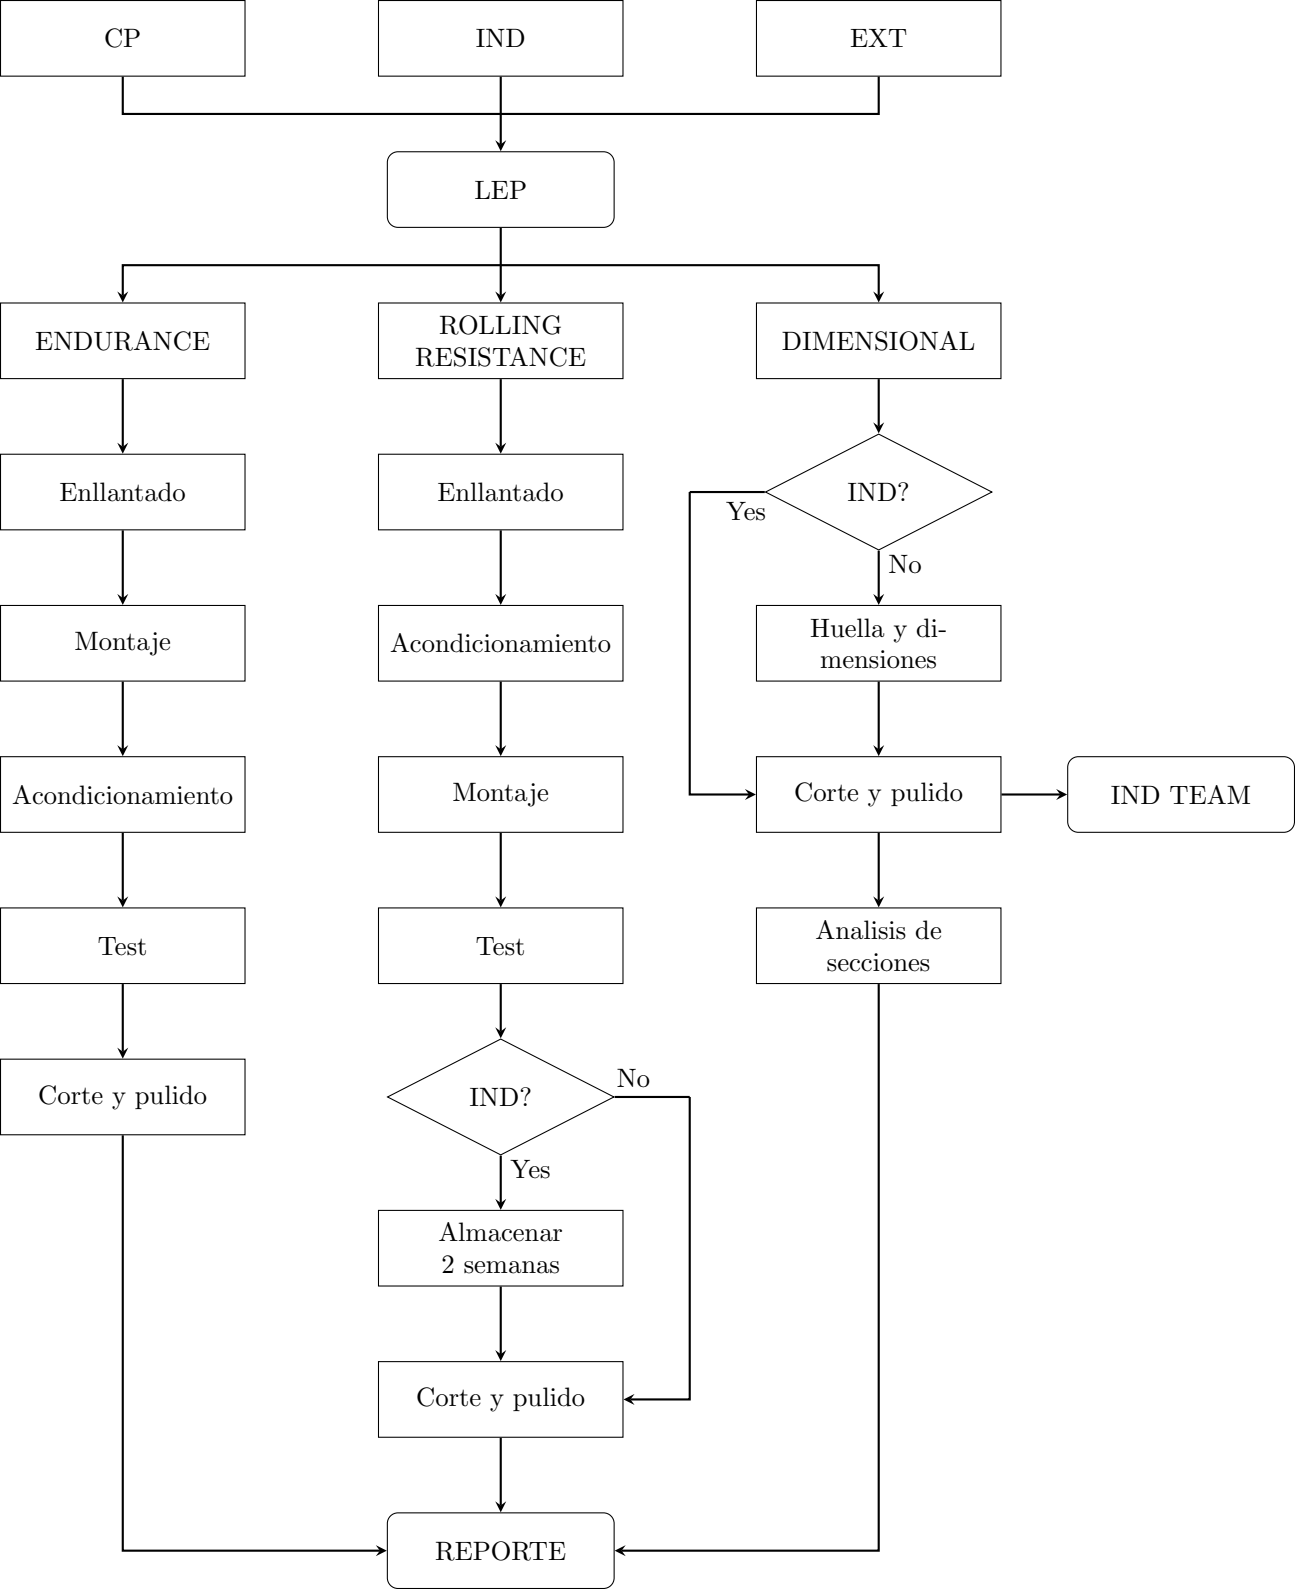 CP
IND
EXT
LEP
ENDURANCE
ROLLING
RESISTANCE
DIMENSIONAL
Enllantado
Enllantado
IND?
Yes
No
Montaje
Acondicionamiento
Huella y di-
mensiones
Acondicionamiento
Montaje
Corte y pulido
IND TEAM
Test
Test
Analisis de
secciones
Corte y pulido
IND?
No
Yes
Almacenar
2 semanas
Corte y pulido
REPORTE